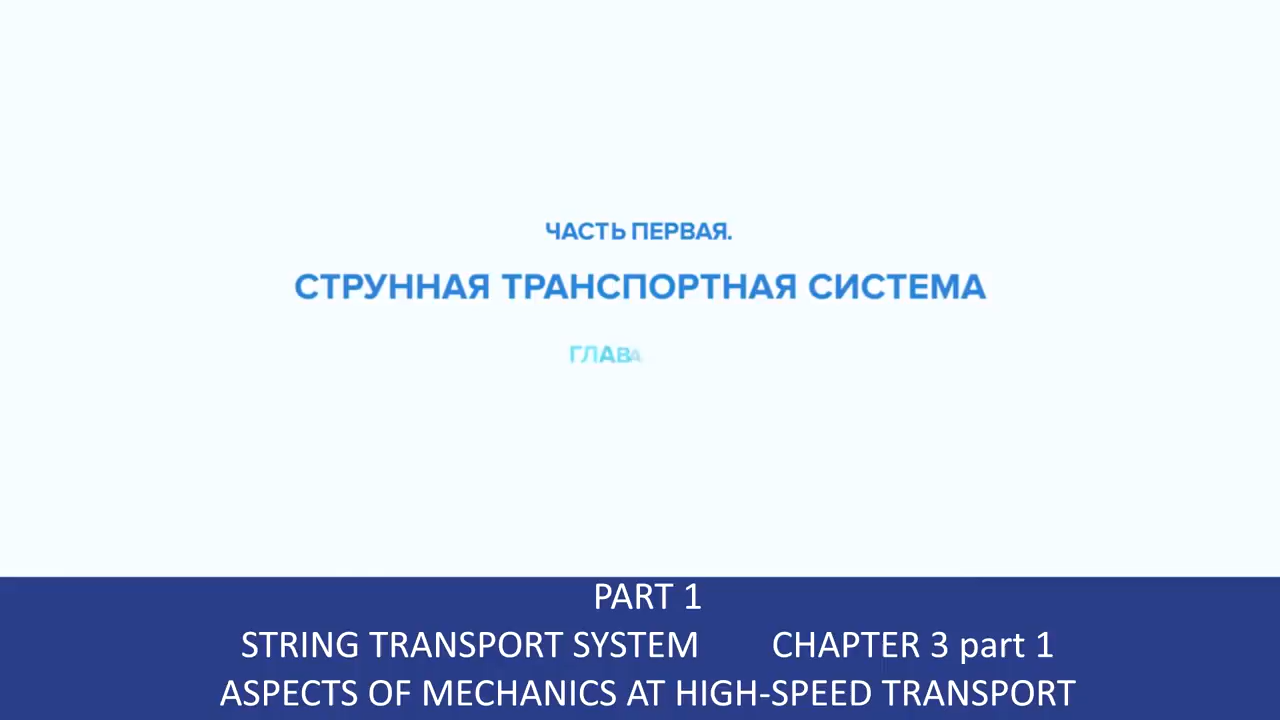 ЧАСТЬ ПЕРВАЯ.
СТРУННАЯ ТРАНСПОРТНАЯ СИСТЕМА
ГЛАВА
PART 1
STRING TRANSPORT SYSTEM CHAPTER 3 part 1
ASPECTS OF MECHANICS AT HIGH-SPEED TRANSPORT